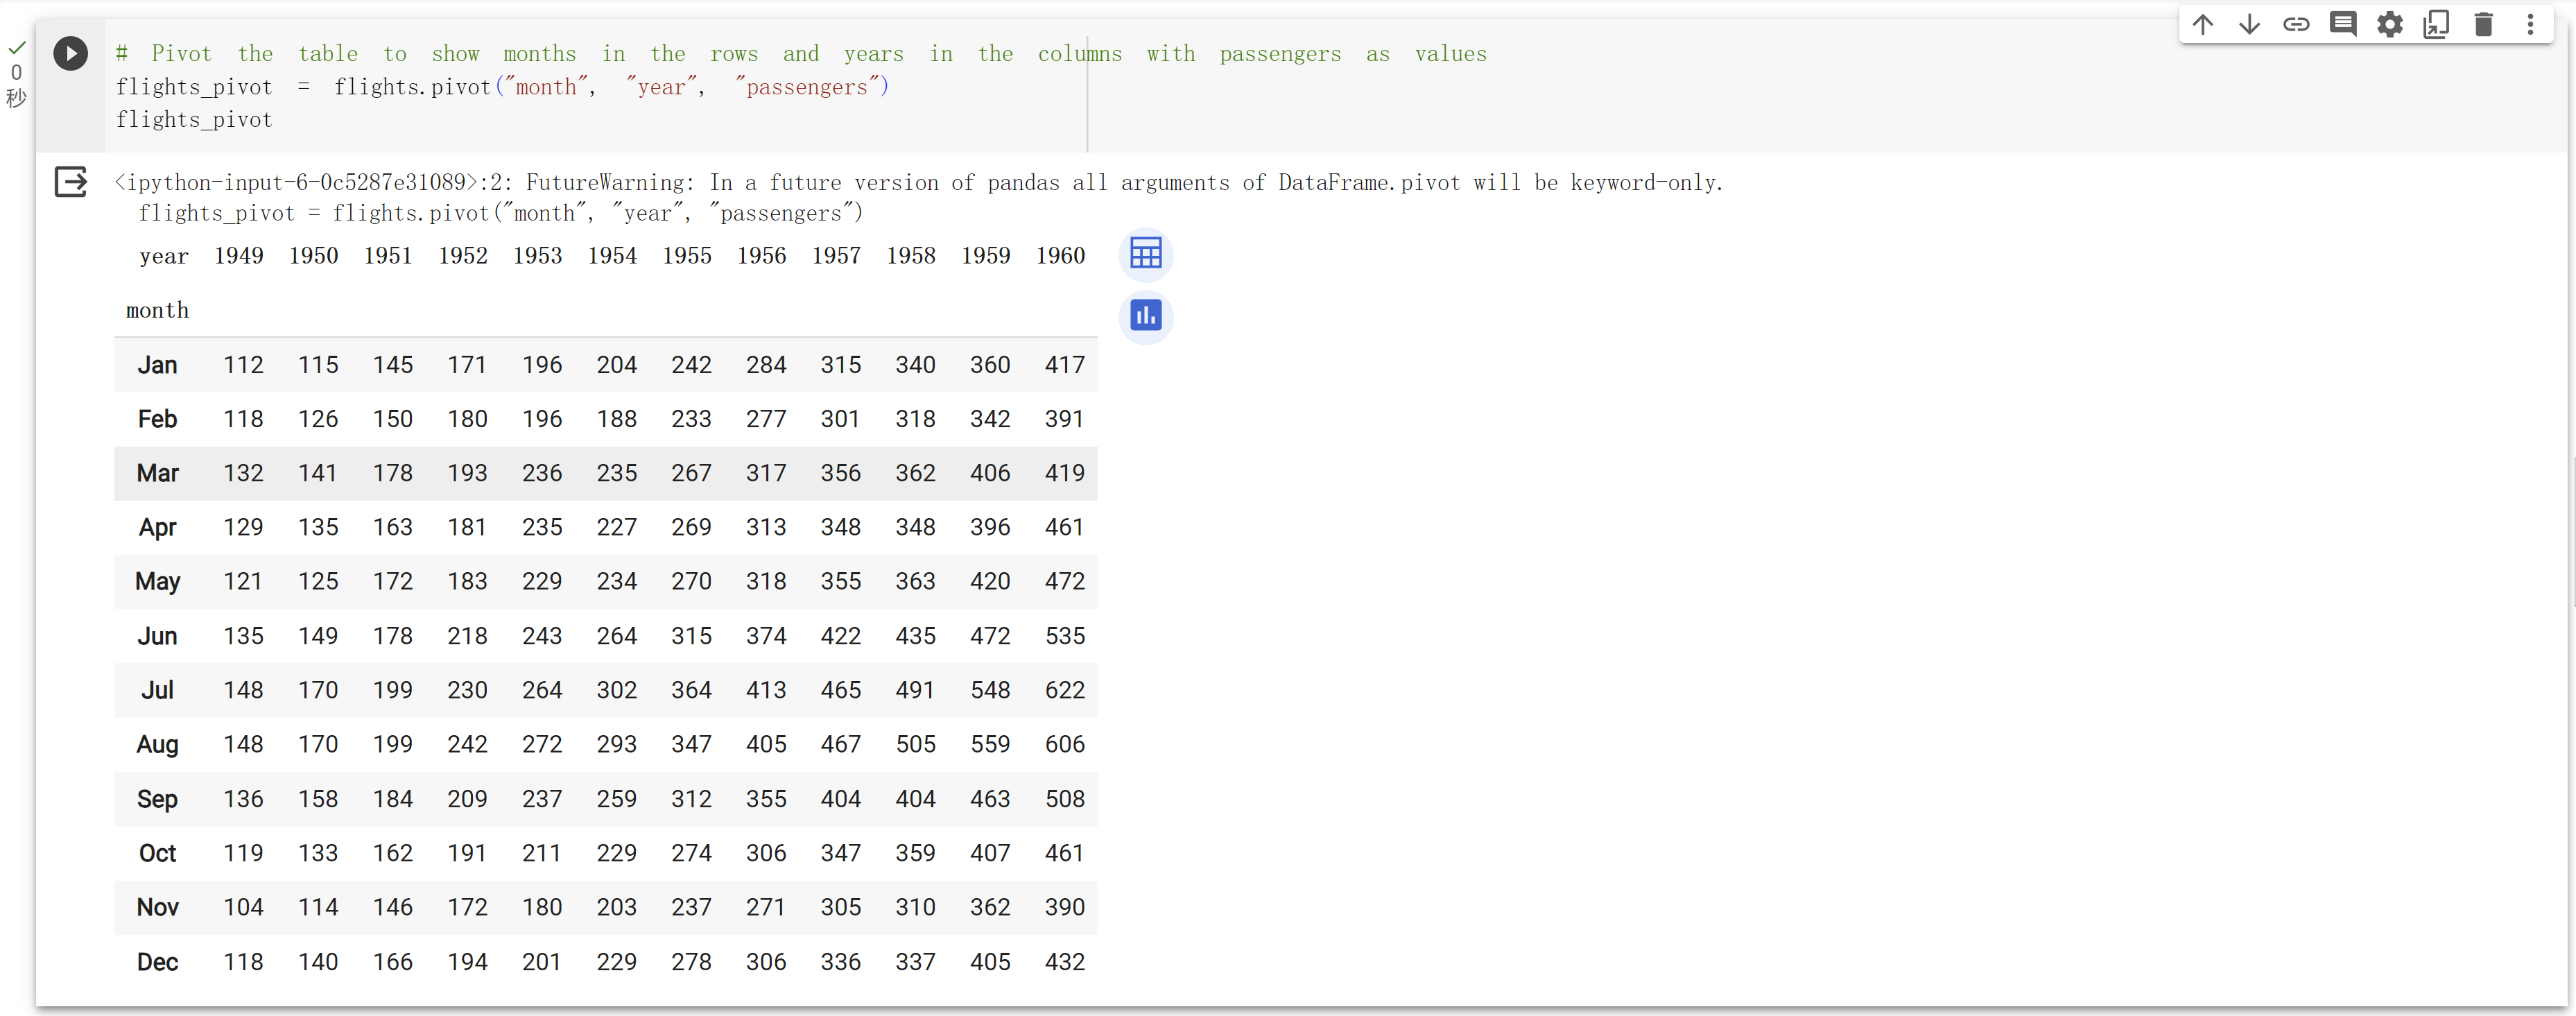 0
秒
# Pivot the table to show months in the rows and years in the columns with passengers as values
flights_pivot = flights.pivot("month", "year", "passengers")
flights_pivot
<ipython-input-6-0c5287e31089>:2: FutureWarning: In a future version of pandas all arguments of DataFrame.pivot will be keyword-only.
flights_pivot = flights.pivot("month", "year", "passengers")
year 1949 1950 1951 1952 1953 1954 1955 1956 1957 1958 1959 1960
month
Jan 112 115 145 171 196 204 242 284 315 340 360 417
Feb 118 126 150 180 196 188 233 277 301 318 342 391
Mar 132 141 178 193 236 235 267 317 356 362 406 419
Apr 129 135 163 181 235 227 269 313 348 348 396 461
May 121 125 172 183 229 234 270 318 355 363 420 472
Jun 135 149 178 218 243 264 315 374 422 435 472 535
Jul 148 170 199 230 264 302 364 413 465 491 548 622
Aug 148 170 199 242 272 293 347 405 467 505 559 606
Sep 136 158 184 209 237 259 312 355 404 404 463 508
Oct 119 133 162 191 211 229 274 306 347 359 407 461
Nov 104 114 146 172 180 203 237 271 305 310 362 390
Dec 118 140 166 194 201 229 278 306 336 337 405 432